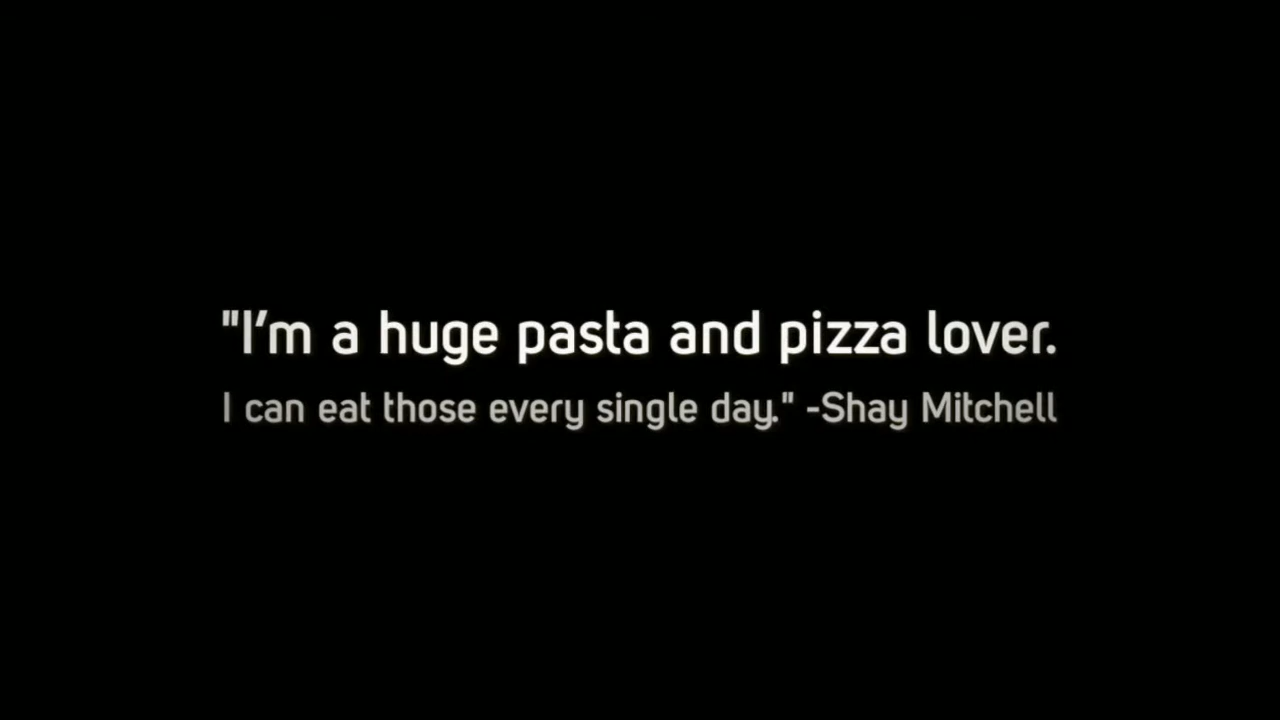 "I'm a huge pasta and pizza lover.
I can eat those every single day." -Shay Mitchell